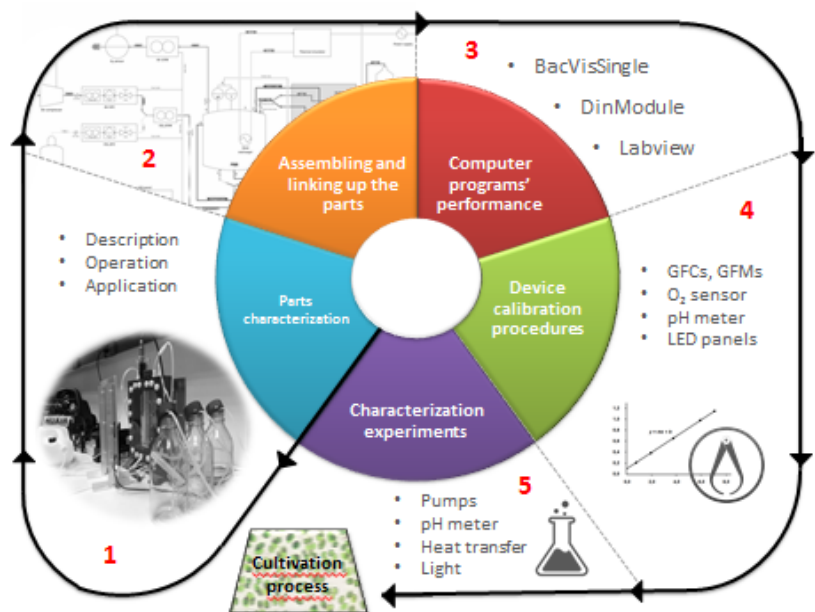 1
• Description
• Operation
• Application
Parts
characterization
2
Assembling and
linking up the
parts
3
• BacVisSingle
• DinModule
• Labview
Computer
programs'
performance
4
• GFCs, GFMs
• O₂ sensor
• pH meter
• LED panels
Device
calibration
procedures
5
• Pumps
• pH meter
• Heat transfer
• Light
Characterization
experiments
Cultivation
process